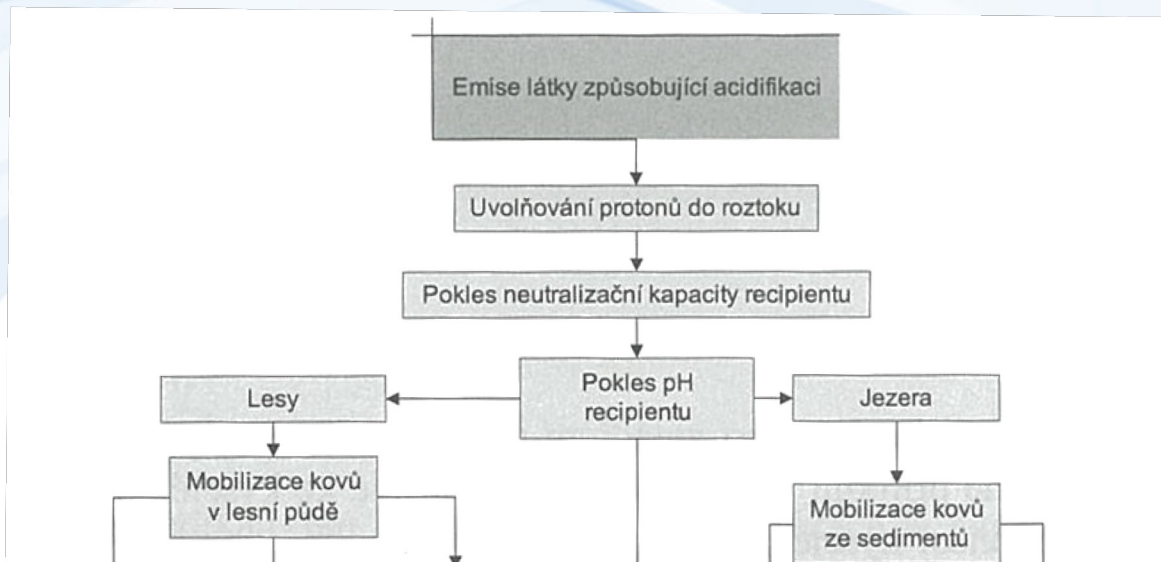 Emise látky způsobující acidifikaci
Uvolňování protonů do roztoku
Pokles neutralizační kapacity recipientu
Pokles pH
recipientu
Lesy
Jezera
Mobilizace kovů
v lesní půdě
Mobilizace kovů
ze sedimentů